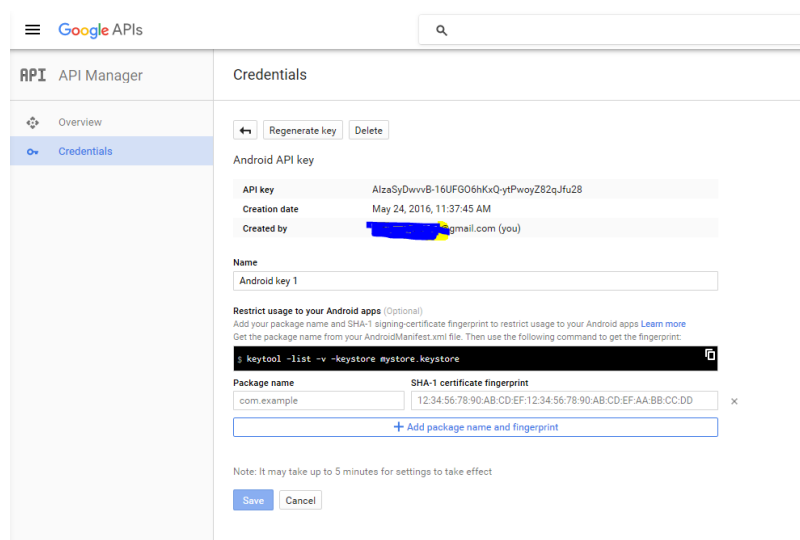 Google APIs
API API Manager
Credentials
Overview
Credentials
Regenerate key
Delete
Android API key
API key AIzaSyDwvvB-16UFGO6hKxQ-ytPwoyZ82qJfu28
Creation date May 24, 2016, 11:37:45 AM
Created by @gmail.com (you)
Name
Android key 1
Restrict usage to your Android apps (Optional)
Add your package name and SHA-1 signing-certificate fingerprint to restrict usage to your Android apps Learn more
Get the package name from your AndroidManifest.xml file. Then use the following command to get the fingerprint:
$ keytool -list -v -keystore mystore.keystore
Package name SHA-1 certificate fingerprint
com.example 12:34:56:78:90:AB:CD:EF:12:34:56:78:90:AB:CD:EF:AA:BB:CC:DD
+ Add package name and fingerprint
Note: It may take up to 5 minutes for settings to take effect
Save Cancel